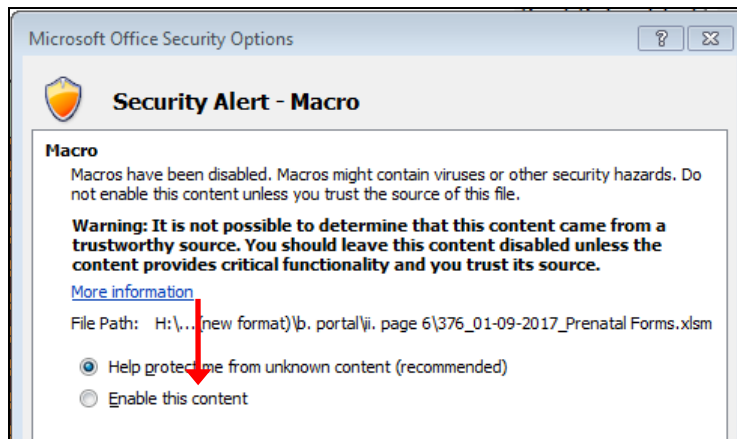 Microsoft Office Security Options
Security Alert - Macro
Macro
Macros have been disabled. Macros might contain viruses or other security hazards. Do
not enable this content unless you trust the source of this file.
Warning: It is not possible to determine that this content came from a
trustworthy source. You should leave this content disabled unless the
content provides critical functionality and you trust its source.
More information
File Path: H:\...(new format)\b. portal\ii. page 6\376_01-09-2017_Prenatal Forms.xlsm
Help protect me from unknown content (recommended)
Enable this content